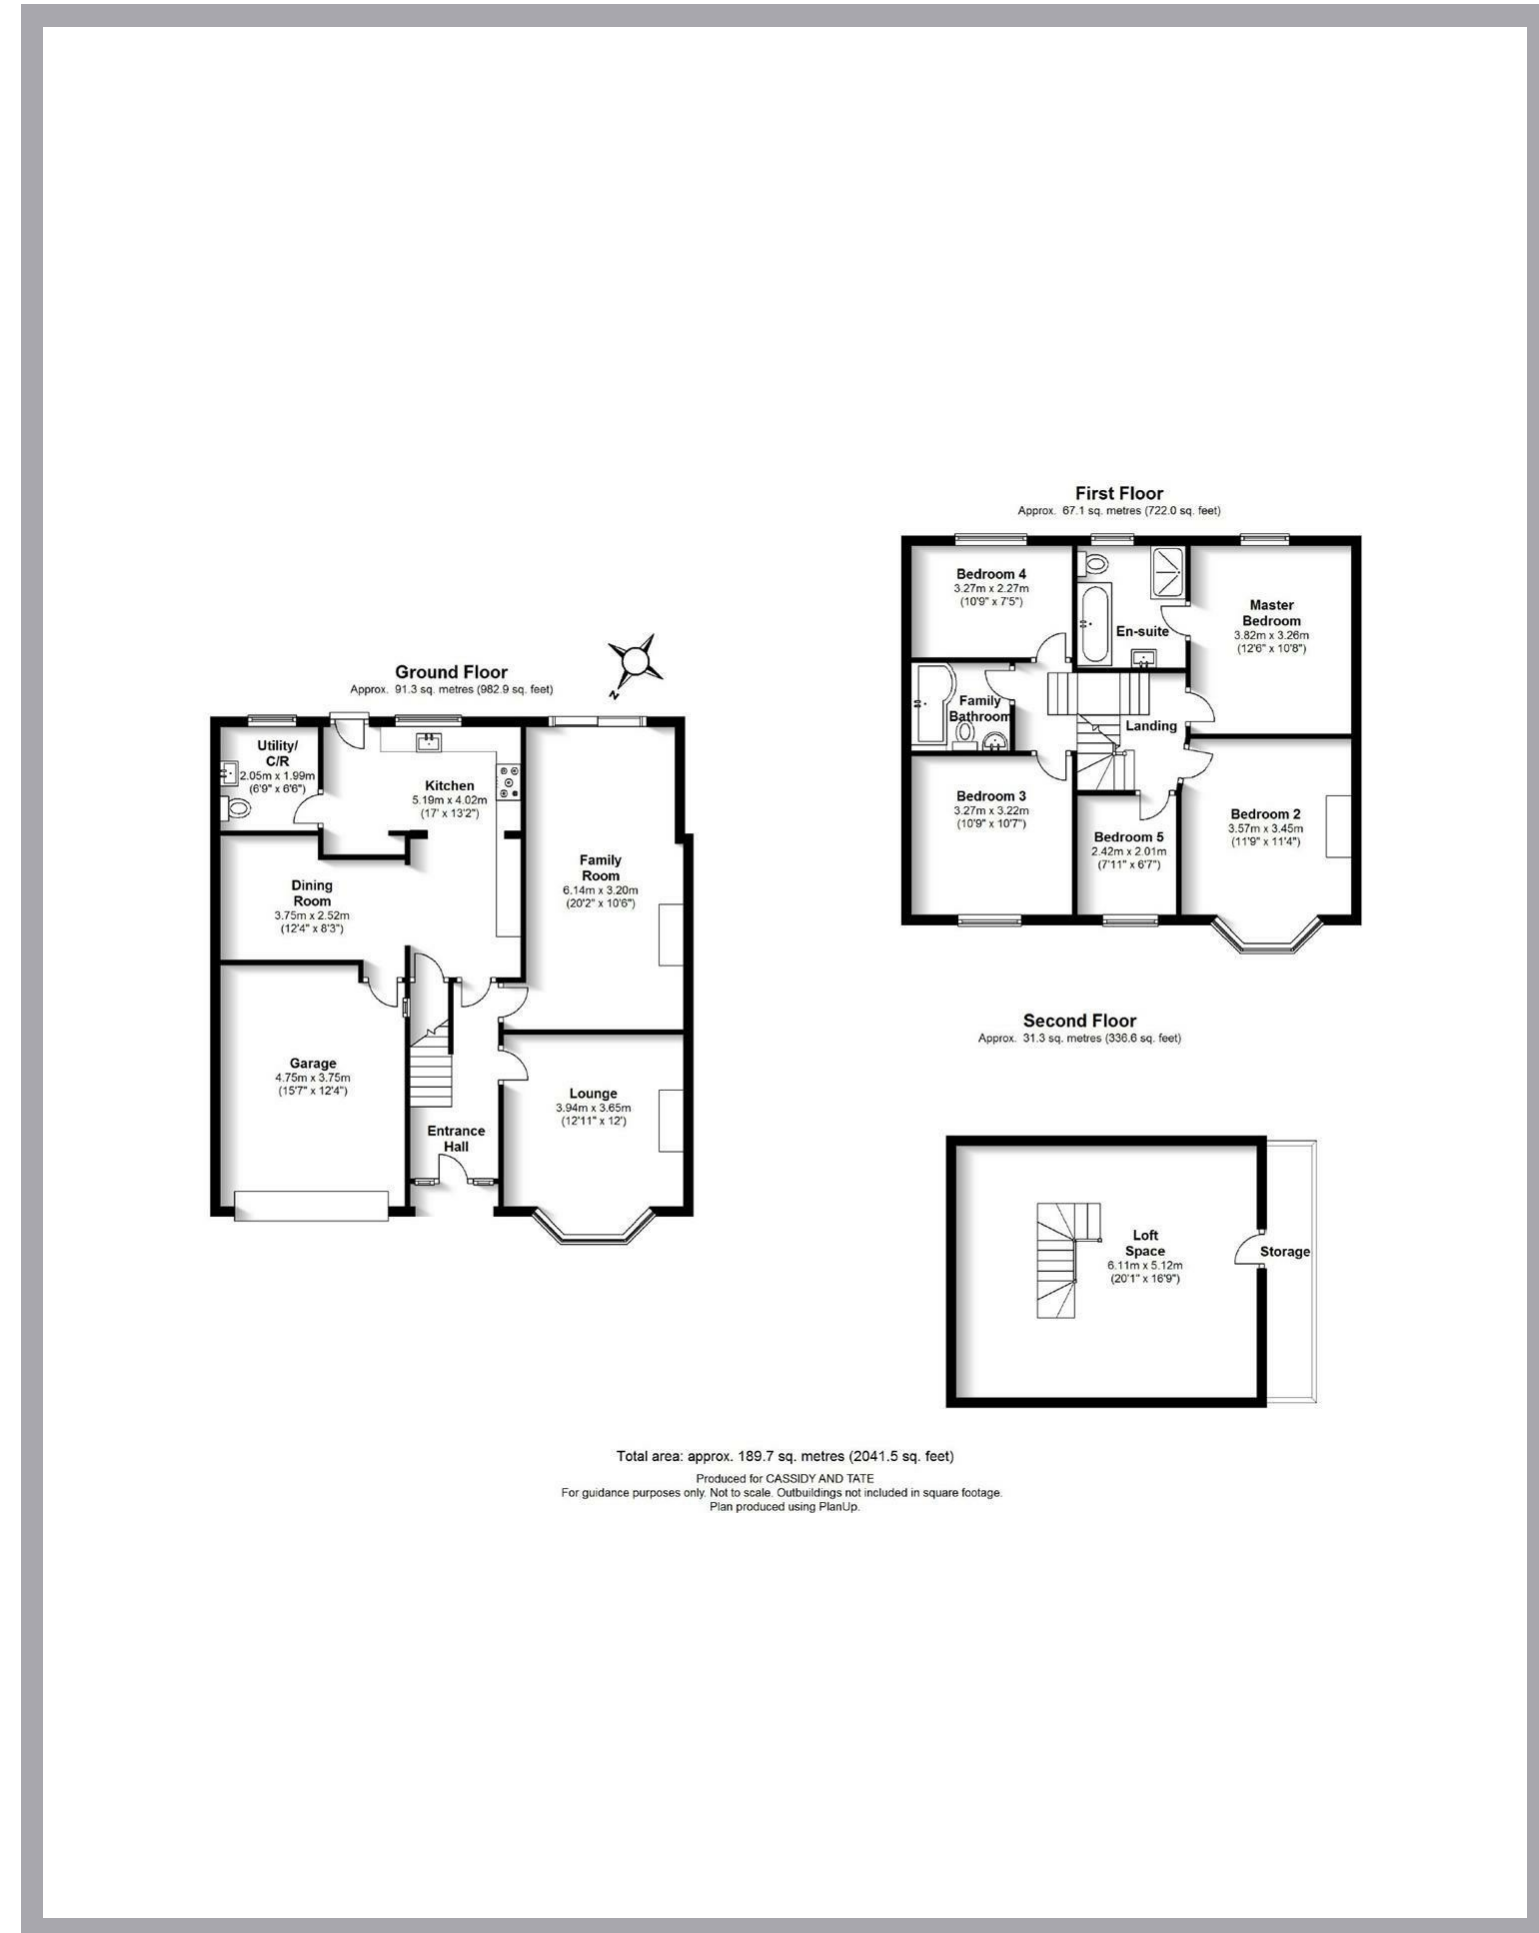 First Floor
Approx. 67.1 sq. metres (722.0 sq. feet)
Bedroom 4
3.27m x 2.27m
(10'9" x 7'5")
Master
Bedroom
3.82m x 3.26m
(12'6" x 10'8")
En-suite
Family
Bathroom
Landing
Bedroom 3
3.27m x 3.22m
(10'9" x 10'7")
Bedroom 5
2.42m x 2.01m
(7'11" x 6'7")
Bedroom 2
3.57m x 3.45m
(11'9" x 11'4")
Ground Floor
Approx. 91.3 sq. metres (982.9 sq. feet)
N
Utility/
C/R
2.05m x 1.99m
(6'9" x 6'6")
Kitchen
5.19m x 4.02m
(17' x 13'2")
Family
Room
6.14m x 3.20m
(20'2" x 10'6")
Dining
Room
3.75m x 2.52m
(12'4" x 8'3")
Garage
4.75m x 3.75m
(15'7" x 12'4")
Lounge
3.94m x 3.65m
(12'11" x 12')
Entrance
Hall
Second Floor
Approx. 31.3 sq. metres (336.6 sq. feet)
Loft
Space
6.11m x 5.12m
(20'1" x 16'9")
Storage
Total area: approx. 189.7 sq. metres (2041.5 sq. feet)
Produced for CASSIDY AND TATE
For guidance purposes only. Not to scale. Outbuildings not included in square footage.
Plan produced using PlanUp.